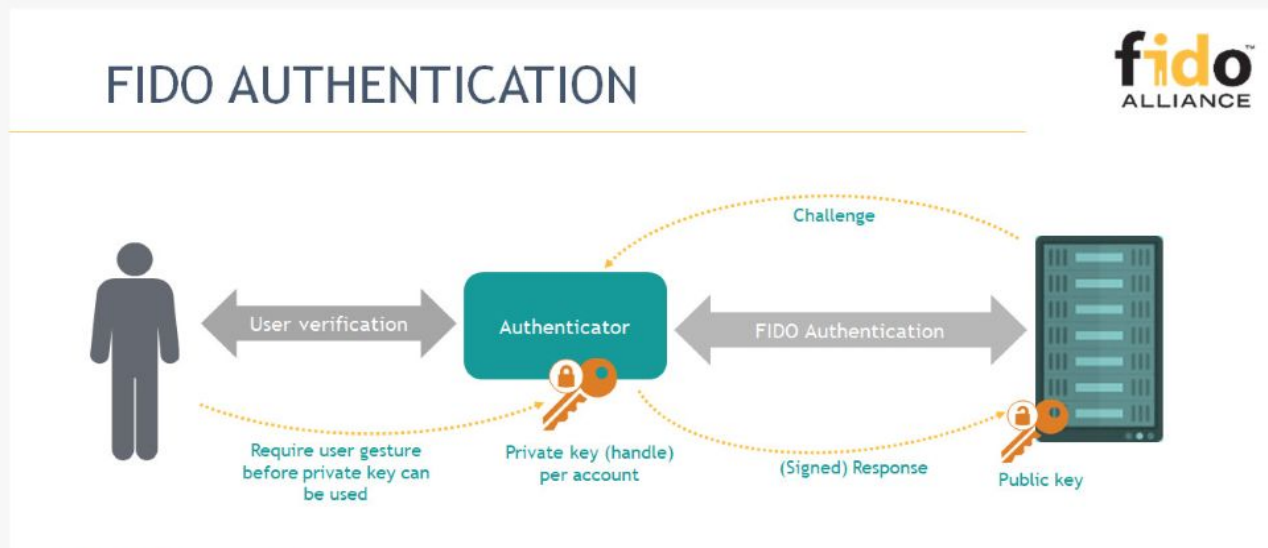 FIDO AUTHENTICATION
fido™
ALLIANCE
Challenge
User verification
Authenticator
FIDO Authentication
Require user gesture
before private key can
be used
Private key (handle)
per account
(Signed) Response
Public key